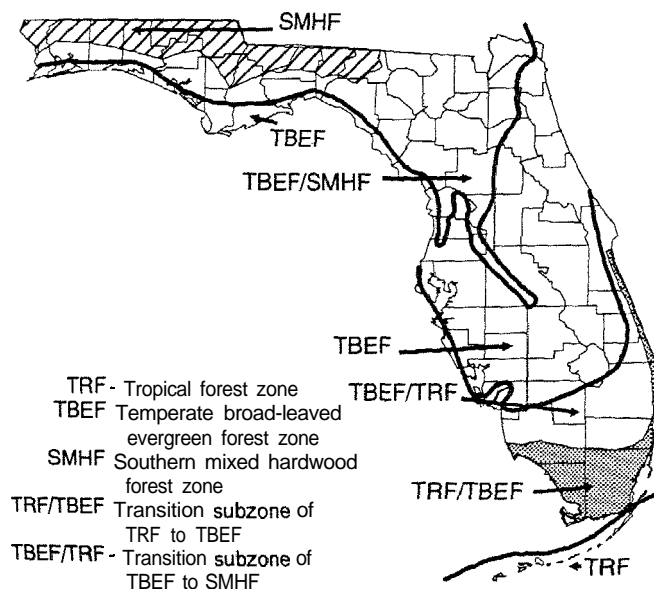 SMHF
TBEF
TBEF/SMHF
TBEF
TBEF/TRF
TRF/TBEF
TRF
TRF - Tropical forest zone
TBEF Temperate broad-leaved
evergreen forest zone
SMHF Southern mixed hardwood
forest zone
TRF/TBEF Transition subzone of
TRF to TBEF
TBEF/TRF - Transition subzone of
TBEF to SMHF